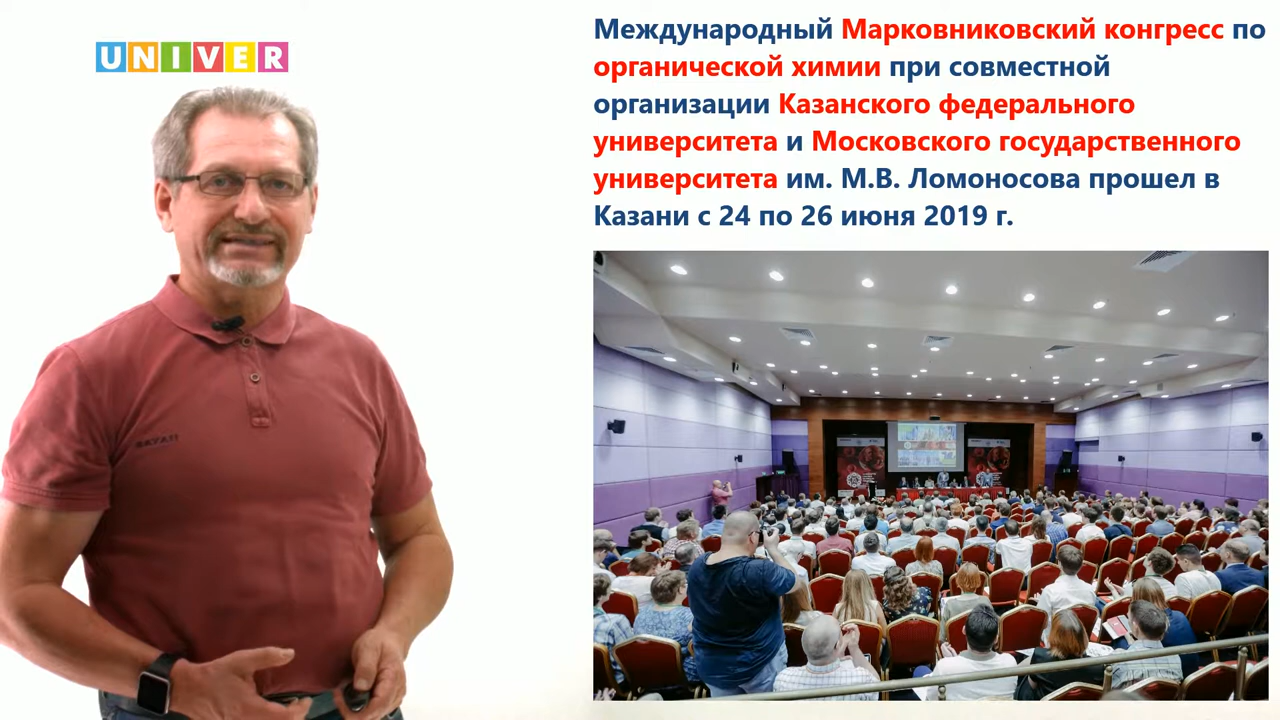 UNIVER
Международный Марковниковский конгресс по
органической химии при совместной
организации Казанского федерального
университета и Московского государственного
университета им. М.В. Ломоносова прошел в
Казани с 24 по 26 июня 2019 г.